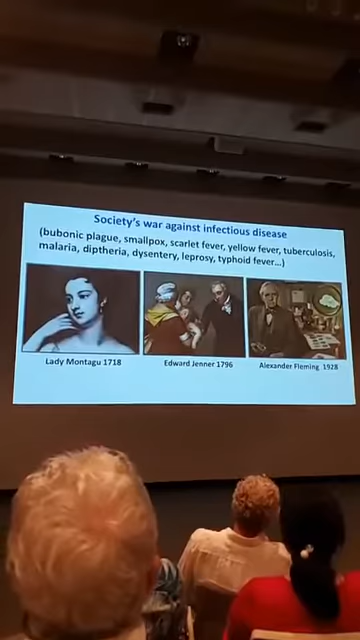 Society's war against infectious disease
(bubonic plague, smallpox, scarlet fever, yellow fever, tuberculosis,
malaria, diptheria, dysentery, leprosy, typhoid fever...)
Lady Montagu 1718
Edward Jenner 1796
Alexander Fleming 1928